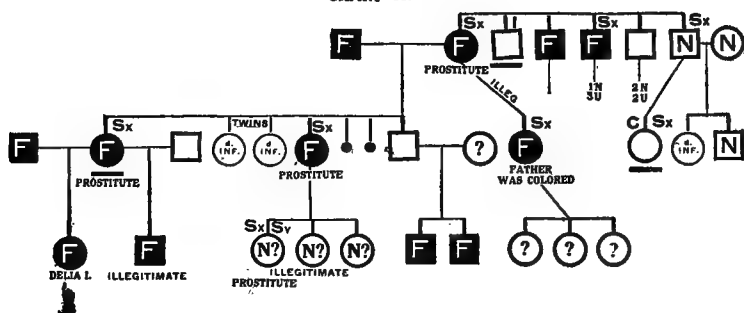 Sx Sx Sx
F F F F N N
PROSTITUTE
ILLEG
1N 2N
3U 2U
Sx TWINS Sx Sx C Sx
F F d. INF. d. INF. F ? F d. INF. N
PROSTITUTE PROSTITUTE FATHER
WAS COLORED
Sx Sy
F F N? N? N? F F ? ? ?
DELIA I. ILLEGITIMATE ILLEGITIMATE
PROSTITUTE